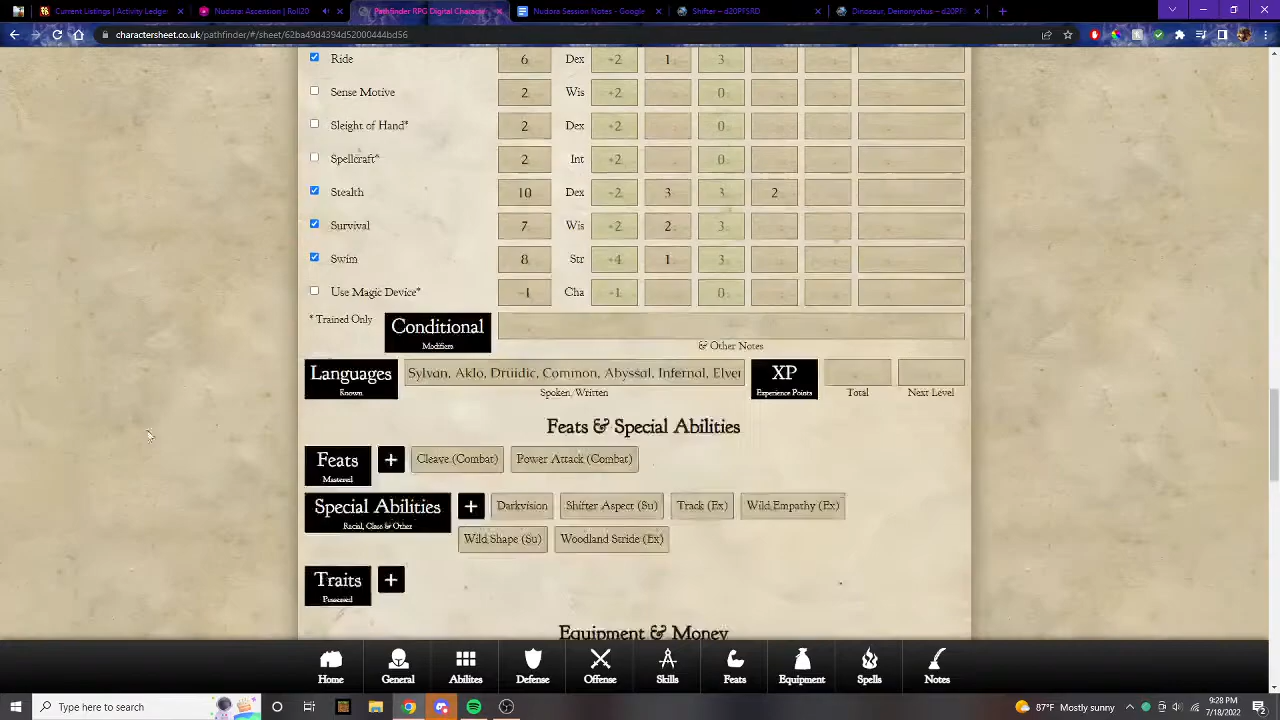 Current Listings | Activity Ledger
Nudora: Ascension | Roll20
Pathfinder RPG Digital Character
Nudora Session Notes - Google
Shifter – d20PFSRD
Dinosaur, Deinonychus – d20PF
charactersheet.co.uk/pathfinder/#/sheet/62ba49d4394d52000444bd56
Ride 6 Dex +2 1 3
Sense Motive 2 Wis +2 0
Sleight of Hand* 2 Dex +2 0
Spellcraft* 2 Int +2 0
Stealth 10 Dex +2 3 3 2
Survival 7 Wis +2 2 3
Swim 8 Str +4 1 3
Use Magic Device* -1 Cha +1 0
* Trained Only
Conditional
Modifiers
& Other Notes
Languages
Known
Sylvan, Aklo, Druidic, Common, Abyssal, Infernal, Elven
Spoken, Written
XP
Experience Points
Total
Next Level
Feats & Special Abilities
Feats
Mastered
+ Cleave (Combat) Power Attack (Combat)
Special Abilities
Racial, Class & Other
+ Darkvision Shifter Aspect (Su) Track (Ex) Wild Empathy (Ex)
Wild Shape (Su) Woodland Stride (Ex)
Traits
Possessed
+
Equipment & Money
Home General Abilites Defense Offense Skills Feats Equipment Spells Notes
Type here to search
87°F Mostly sunny
9:28 PM
7/18/2022
2